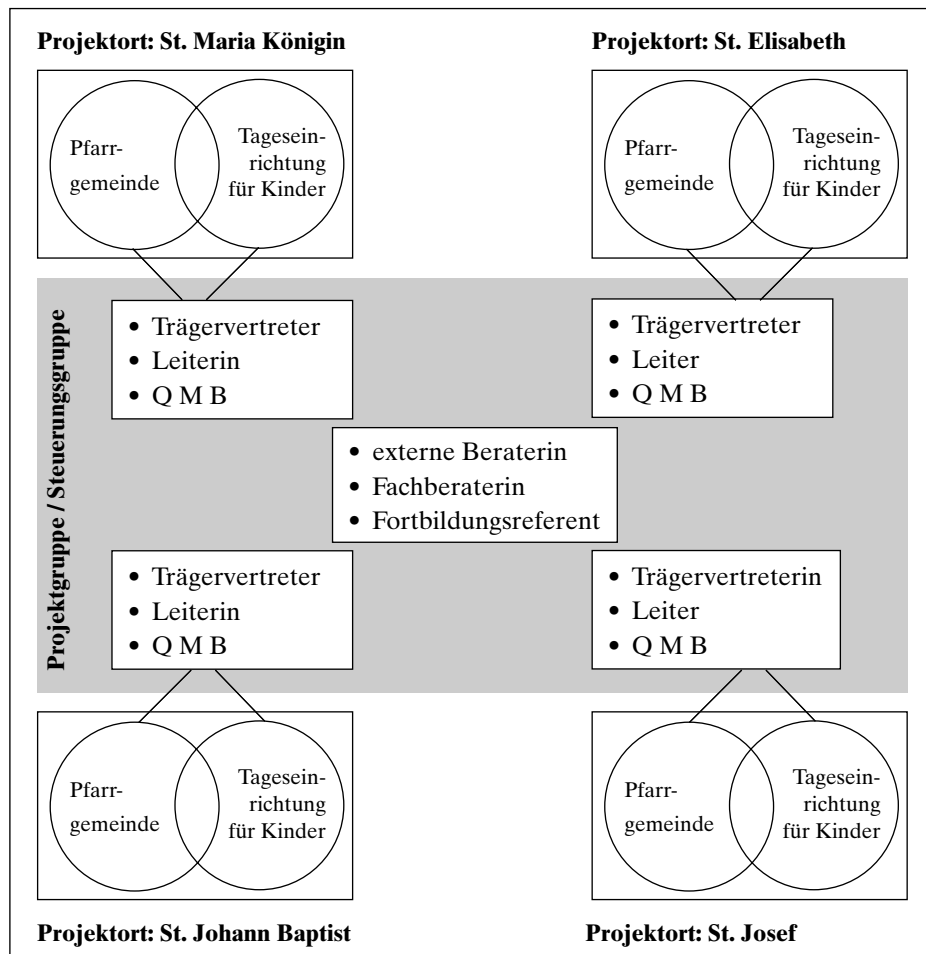 Projektort: St. Maria Königin
Pfarr-
gemeinde
Tagesein-
richtung
für Kinder
Projektort: St. Elisabeth
Pfarr-
gemeinde
Tagesein-
richtung
für Kinder
Projektgruppe / Steuerungsgruppe
• Trägervertreter
• Leiterin
• Q M B
• Trägervertreter
• Leiter
• Q M B
• externe Beraterin
• Fachberaterin
• Fortbildungsreferent
• Trägervertreter
• Leiterin
• Q M B
• Trägervertreterin
• Leiter
• Q M B
Pfarr-
gemeinde
Tagesein-
richtung
für Kinder
Projektort: St. Johann Baptist
Pfarr-
gemeinde
Tagesein-
richtung
für Kinder
Projektort: St. Josef